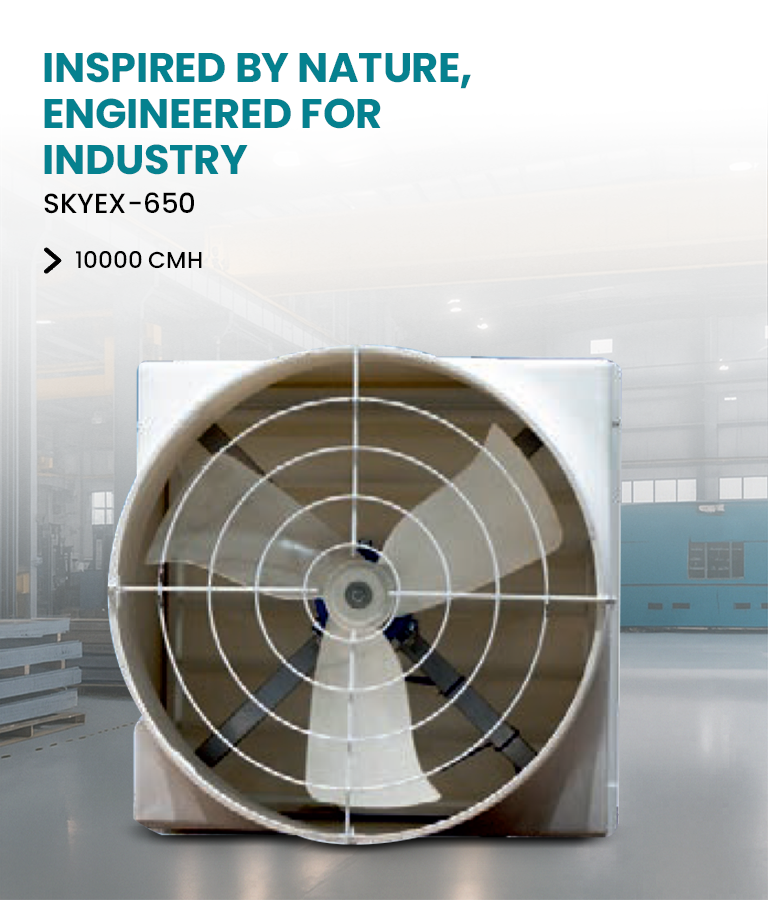 INSPIRED BY NATURE,
ENGINEERED FOR
INDUSTRY
SKYEX-650
10000 CMH